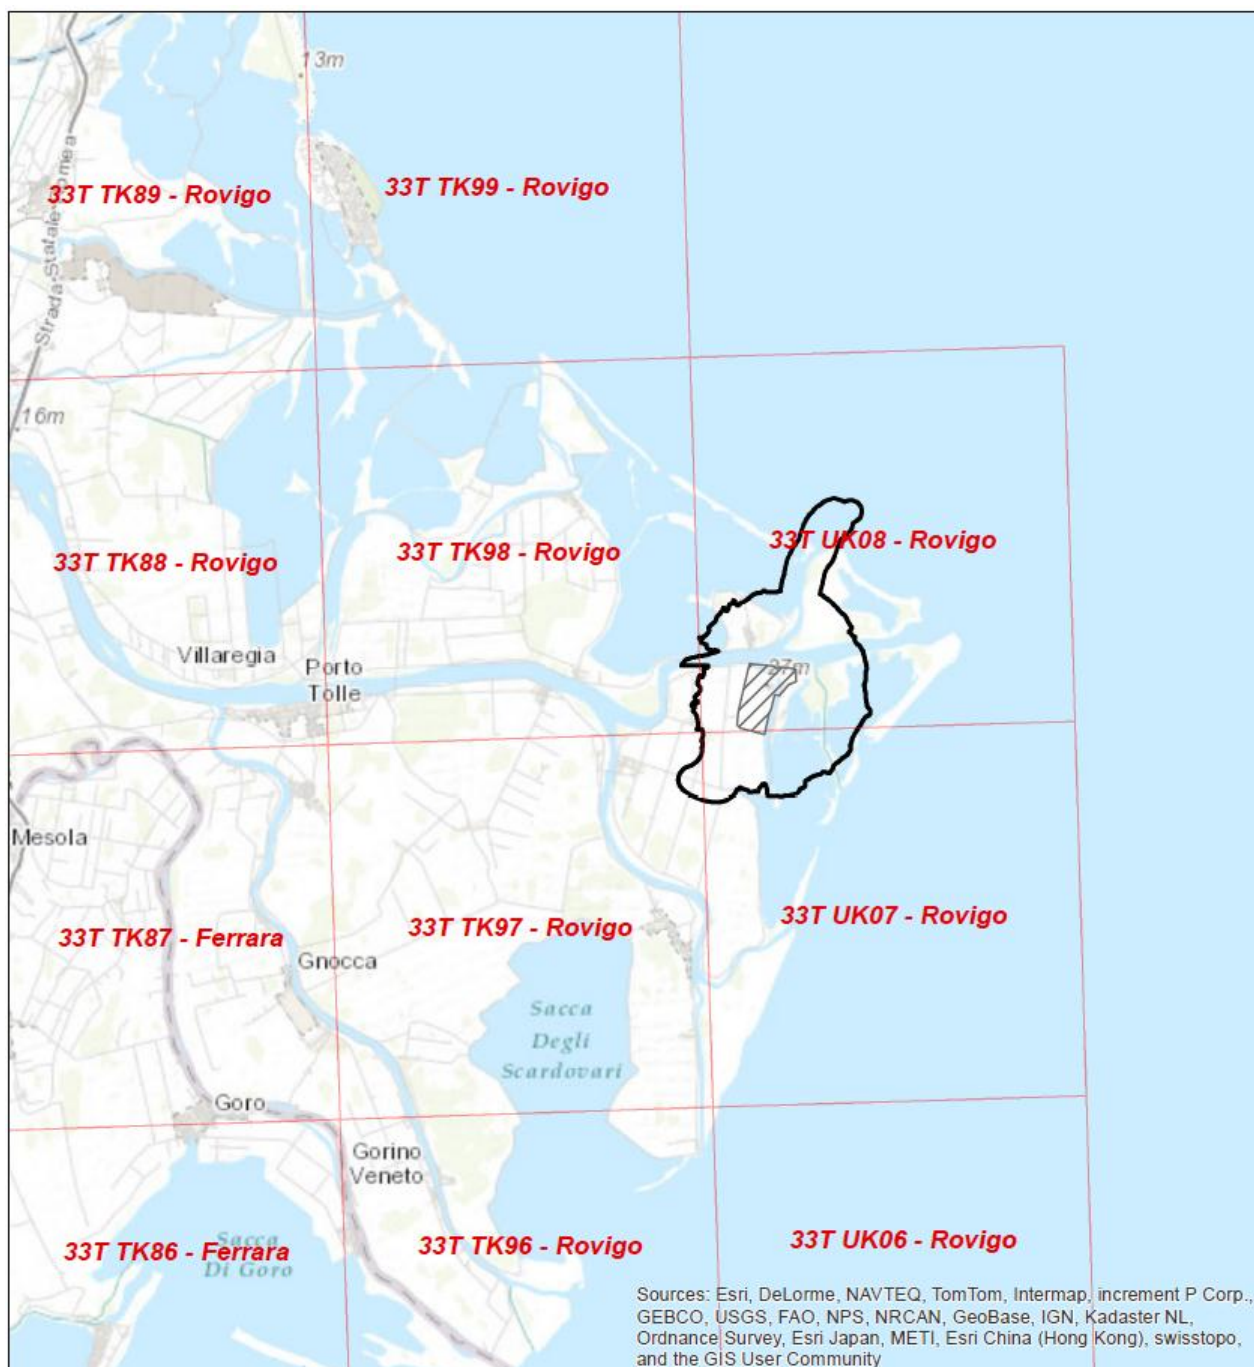 13m
33T TK89 - Rovigo
33T TK99 - Rovigo
Strada Statale Romea
16m
33T TK88 - Rovigo
33T TK98 - Rovigo
33T UK08 - Rovigo
Villaregia
Porto
Tolle
27m
Mesola
33T TK87 - Ferrara
33T TK97 - Rovigo
33T UK07 - Rovigo
Gnocca
Sacca
Degli
Scardovari
Goro
Gorino
Veneto
33T TK86 - Ferrara
Sacca
Di Goro
33T TK96 - Rovigo
33T UK06 - Rovigo
Sources: Esri, DeLorme, NAVTEQ, TomTom, Intermap, increment P Corp.,
GEBCO, USGS, FAO, NPS, NRCAN, GeoBase, IGN, Kadaster NL,
Ordnance Survey, Esri Japan, METI, Esri China (Hong Kong), swisstopo,
and the GIS User Community